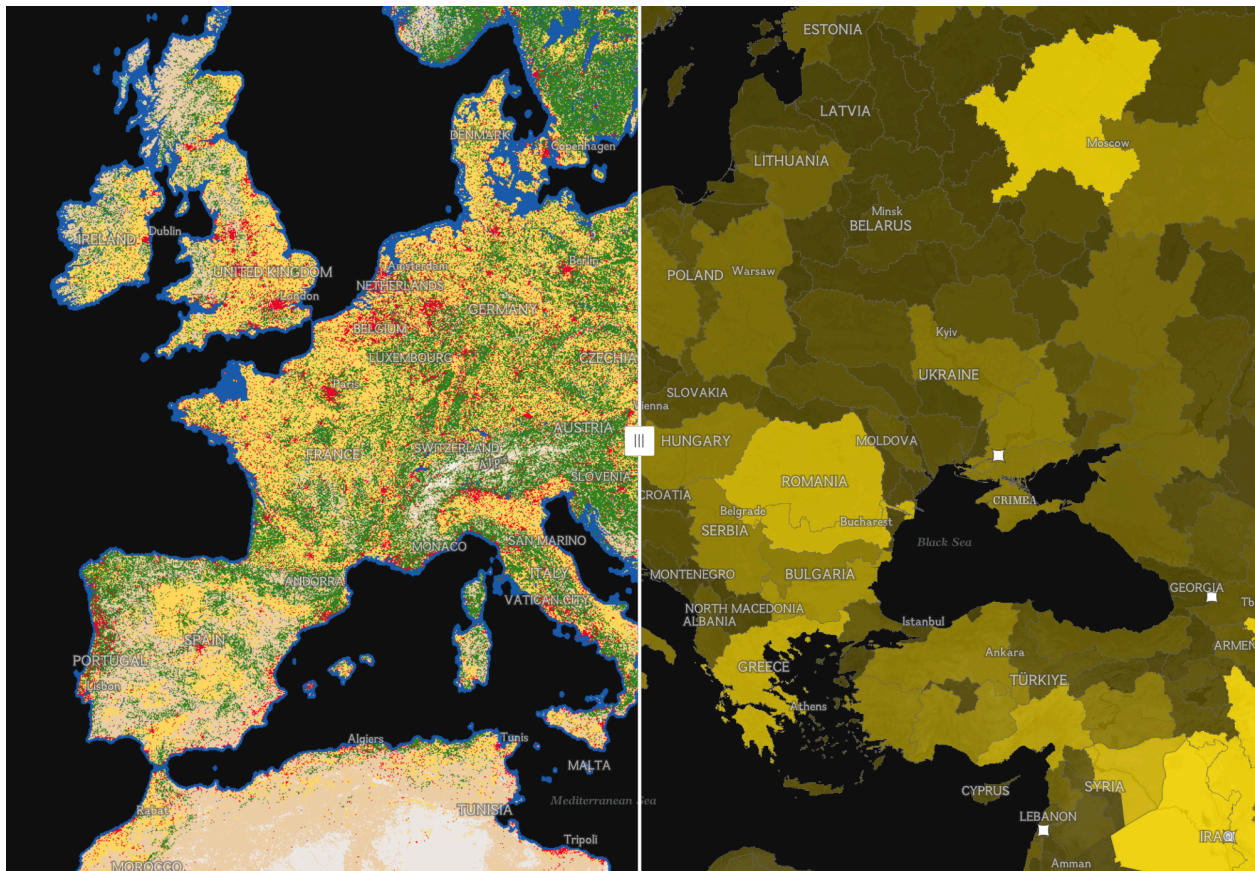 ESTONIA
LATVIA
DENMARK
Copenhagen
Moscow
LITHUANIA
Minsk
BELARUS
Dublin
IRELAND
UNITED KINGDOM
London
Amsterdam
NETHERLANDS
Berlin
POLAND
Warsaw
GERMANY
BELGIUM
Kyiv
LUXEMBOURG
CZECHIA
Paris
UKRAINE
SLOVAKIA
Vienna
AUSTRIA
HUNGARY
MOLDOVA
FRANCE
SWITZERLAND
SLOVENIA
ROMANIA
CROATIA
CRIMEA
Belgrade
SERBIA
Bucharest
Black Sea
MONACO
SAN MARINO
ITALY
MONTENEGRO
BULGARIA
ANDORRA
VATICAN CITY
GEORGIA
Tb
NORTH MACEDONIA
ALBANIA
Istanbul
SPAIN
ARMEN
PORTUGAL
Ankara
GREECE
TÜRKIYE
Lisbon
Athens
Algiers
Tunis
MALTA
SYRIA
CYPRUS
Mediterranean Sea
Rabat
TUNISIA
LEBANON
Tripoli
IRAQ
MOROCCO
Amman